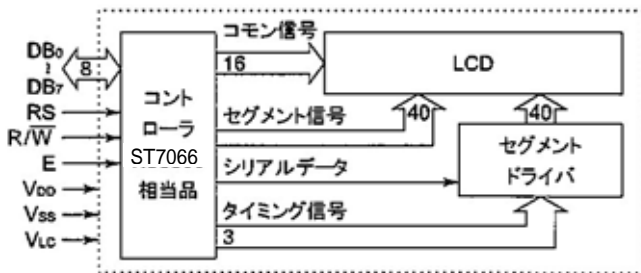 コモン信号
DB₀
≀
DB₇
8
16
LCD
コント
ローラ
ST7066
相当品
RS
R/W̅
E
VDD
VSS
VLC
セグメント信号
40
40
シリアルデータ
セグメント
ドライバ
タイミング信号
3